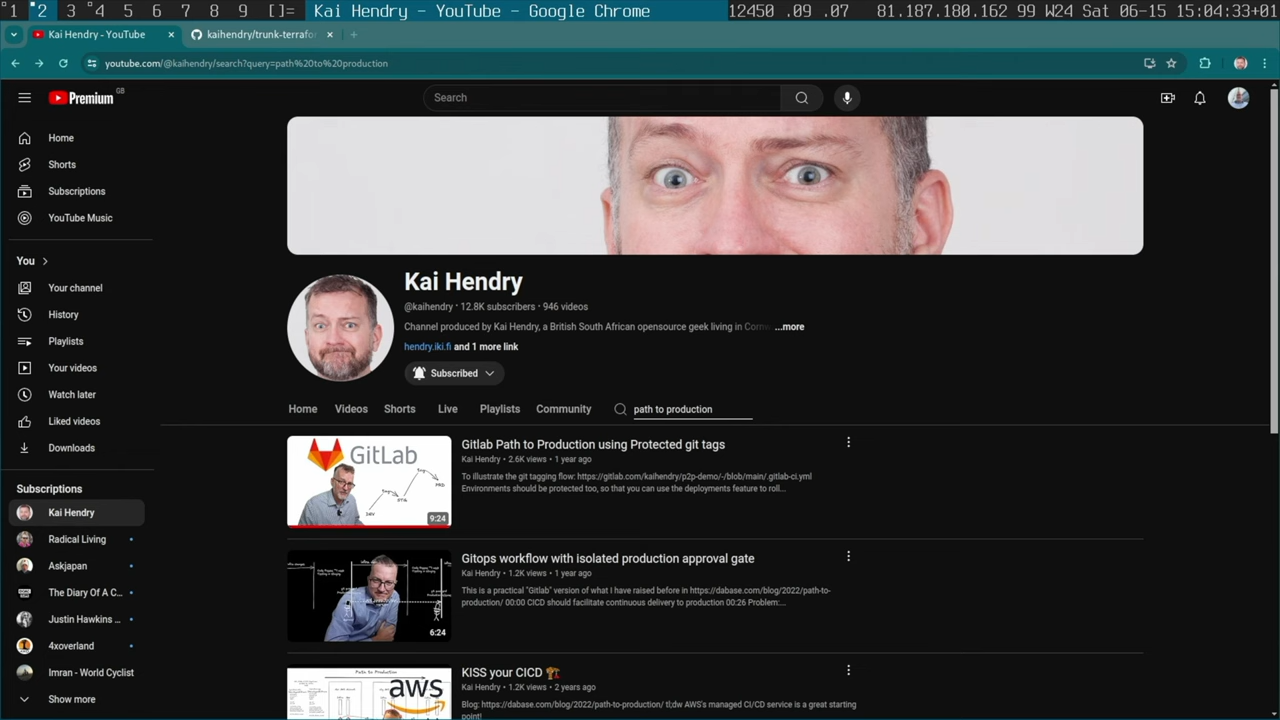 1 2 3 4 5 6 7 8 9 []= Kai Hendry - YouTube - Google Chrome 12450 .09 .07 81.187.180.162 99 W24 Sat 06-15 15:04:33+01
Kai Hendry - YouTube
kaihendry/trunk-terrafor
youtube.com/@kaihendry/search?query=path%20to%20production
Premium GB
Search
Home
Shorts
Subscriptions
YouTube Music
You
Your channel
History
Playlists
Your videos
Watch later
Liked videos
Downloads
Subscriptions
Kai Hendry
Radical Living
Askjapan
The Diary Of A C...
Justin Hawkins ...
4xoverland
Imran - World Cyclist
Show more
Kai Hendry
@kaihendry • 12.8K subscribers • 946 videos
Channel produced by Kai Hendry, a British South African opensource geek living in Cornw ...more
hendry.iki.fi and 1 more link
Subscribed
Home Videos Shorts Live Playlists Community path to production
GitLab
9:24
Gitlab Path to Production using Protected git tags
Kai Hendry • 2.6K views • 1 year ago
To illustrate the git tagging flow: https://gitlab.com/kaihendry/p2p-demo/-/blob/main/.gitlab-ci.yml
Environments should be protected too, so that you can use the deployments feature to roll...
6:24
Gitops workflow with isolated production approval gate
Kai Hendry • 1.2K views • 1 year ago
This is a practical "Gitlab" version of what I have raised before in https://dabase.com/blog/2022/path-to-
production/ 00:00 CICD should facilitate continuous delivery to production 00:26 Problem:...
Path to Production
aws
KISS your CICD 🏗️
Kai Hendry • 1.2K views • 2 years ago
Blog: https://dabase.com/blog/2022/path-to-production/ tl;dw AWS's managed CI/CD service is a great starting
point!